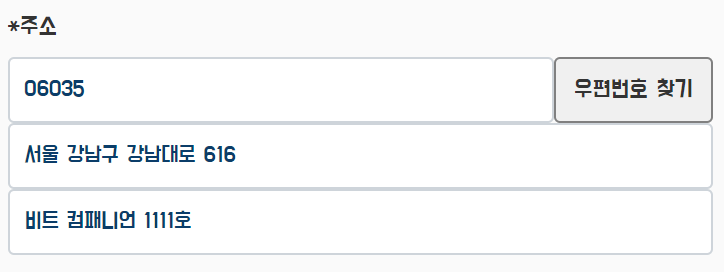 *주소
06035 우편번호 찾기
서울 강남구 강남대로 616
비트 컴패니언 1111호